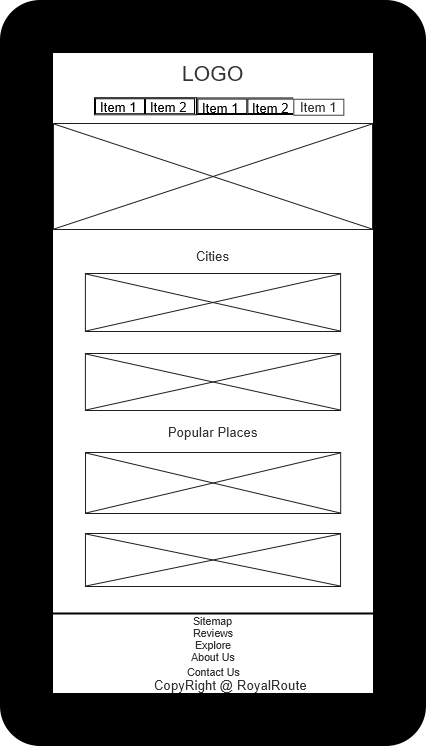 LOGO
Item 1 Item 2 Item 1 Item 2 Item 1
Cities
Popular Places
Sitemap
Reviews
Explore
About Us
Contact Us
CopyRight @ RoyalRoute